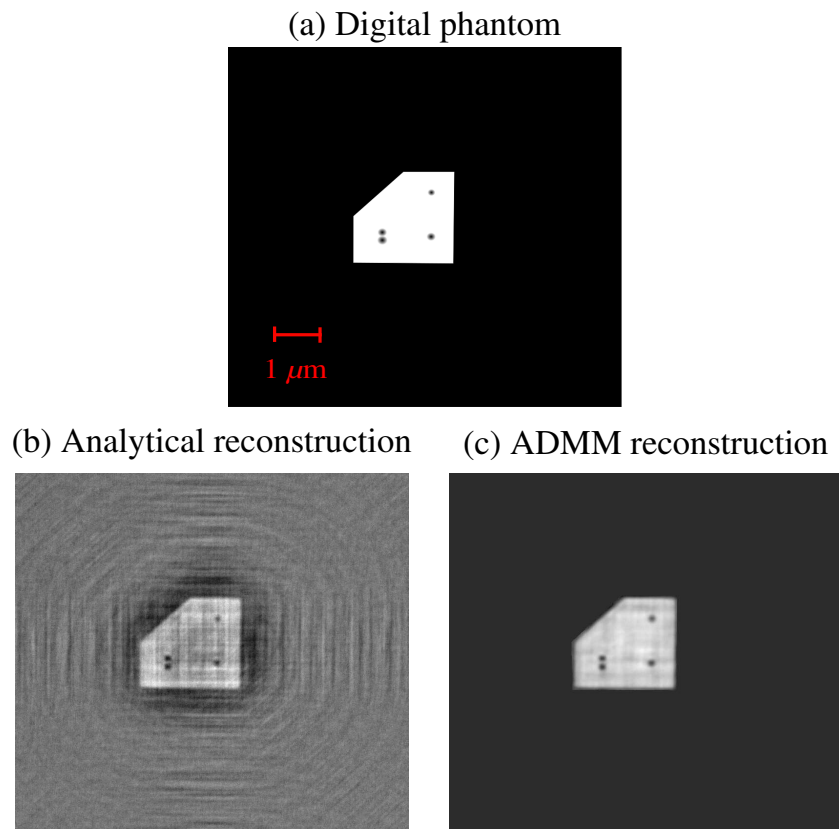 (a) Digital phantom
1 μm
(b) Analytical reconstruction
(c) ADMM reconstruction